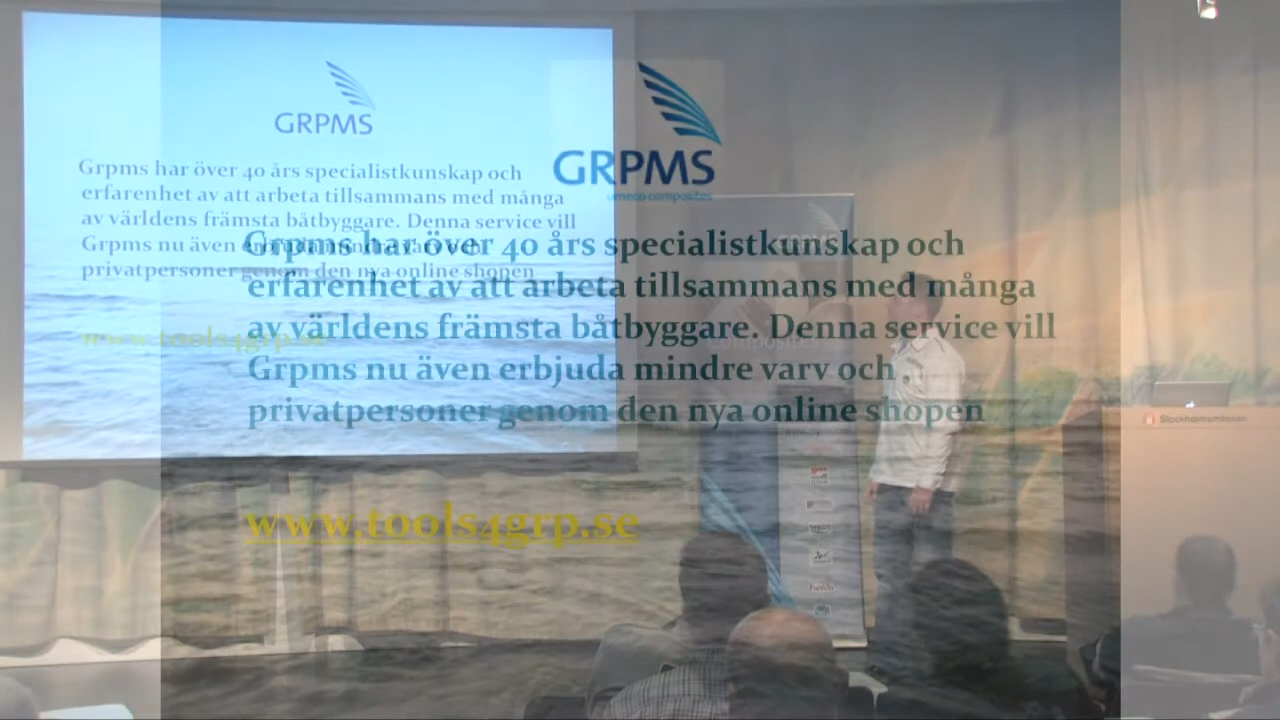 GRPMS
Grpms har över 40 års specialistkunskap och
erfarenhet av att arbeta tillsammans med många
av världens främsta båtbyggare. Denna service vill
Grpms nu även erbjuda mindre varv och
privatpersoner genom den nya online shopen
www.tools4grp.se
GRPMS
umeco composites
Grpms har över 40 års specialistkunskap och
erfarenhet av att arbeta tillsammans med många
av världens främsta båtbyggare. Denna service vill
Grpms nu även erbjuda mindre varv och
privatpersoner genom den nya online shopen
www.tools4grp.se
GRPMS
composites
Stockholmsmässan